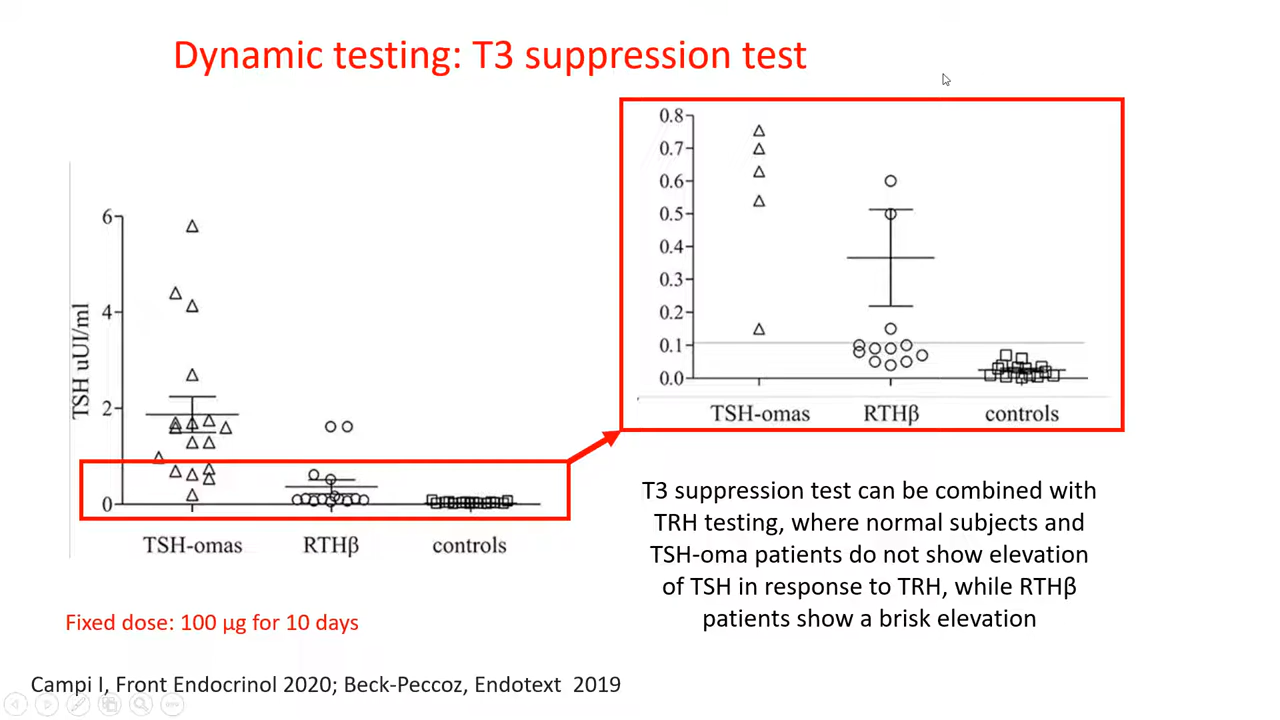 Dynamic testing: T3 suppression test
6
4
2
0
TSH uUI/ml
TSH-omas
RTHβ
controls
0.8
0.7
0.6
0.5
0.4
0.3
0.2
0.1
0.0
TSH-omas
RTHβ
controls
T3 suppression test can be combined with
TRH testing, where normal subjects and
TSH-oma patients do not show elevation
of TSH in response to TRH, while RTHβ
patients show a brisk elevation
Fixed dose: 100 µg for 10 days
Campi I, Front Endocrinol 2020; Beck-Peccoz, Endotext 2019